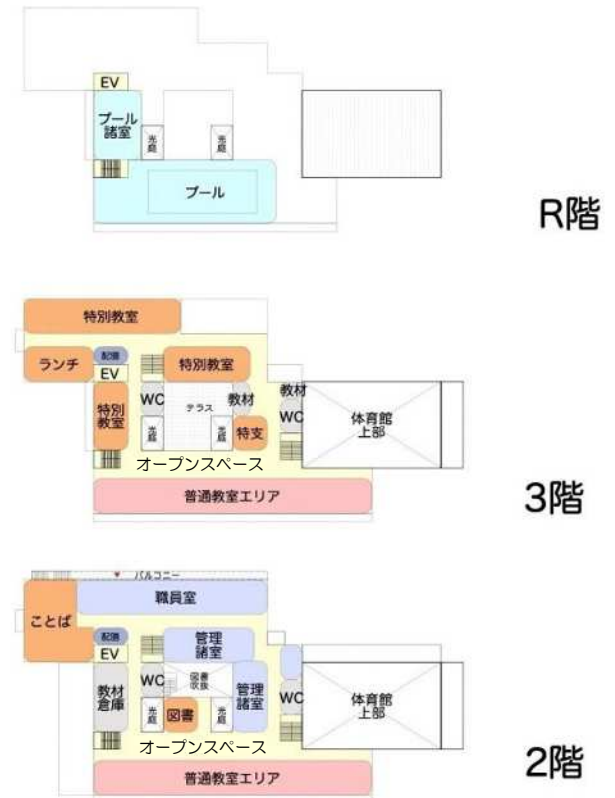 EV
プール
諸室
光庭
光庭
プール
R階
特別教室
ランチ
配膳
EV
特別教室
WC
光庭
特別
教室
テラス
教材
光庭
特支
教材
WC
体育館
上部
オープンスペース
普通教室エリア
3階
バルコニー
職員室
ことば
配膳
EV
管理
諸室
教材
倉庫
WC
図書
吹抜
光庭
図書
光庭
管理
諸室
WC
体育館
上部
オープンスペース
普通教室エリア
2階